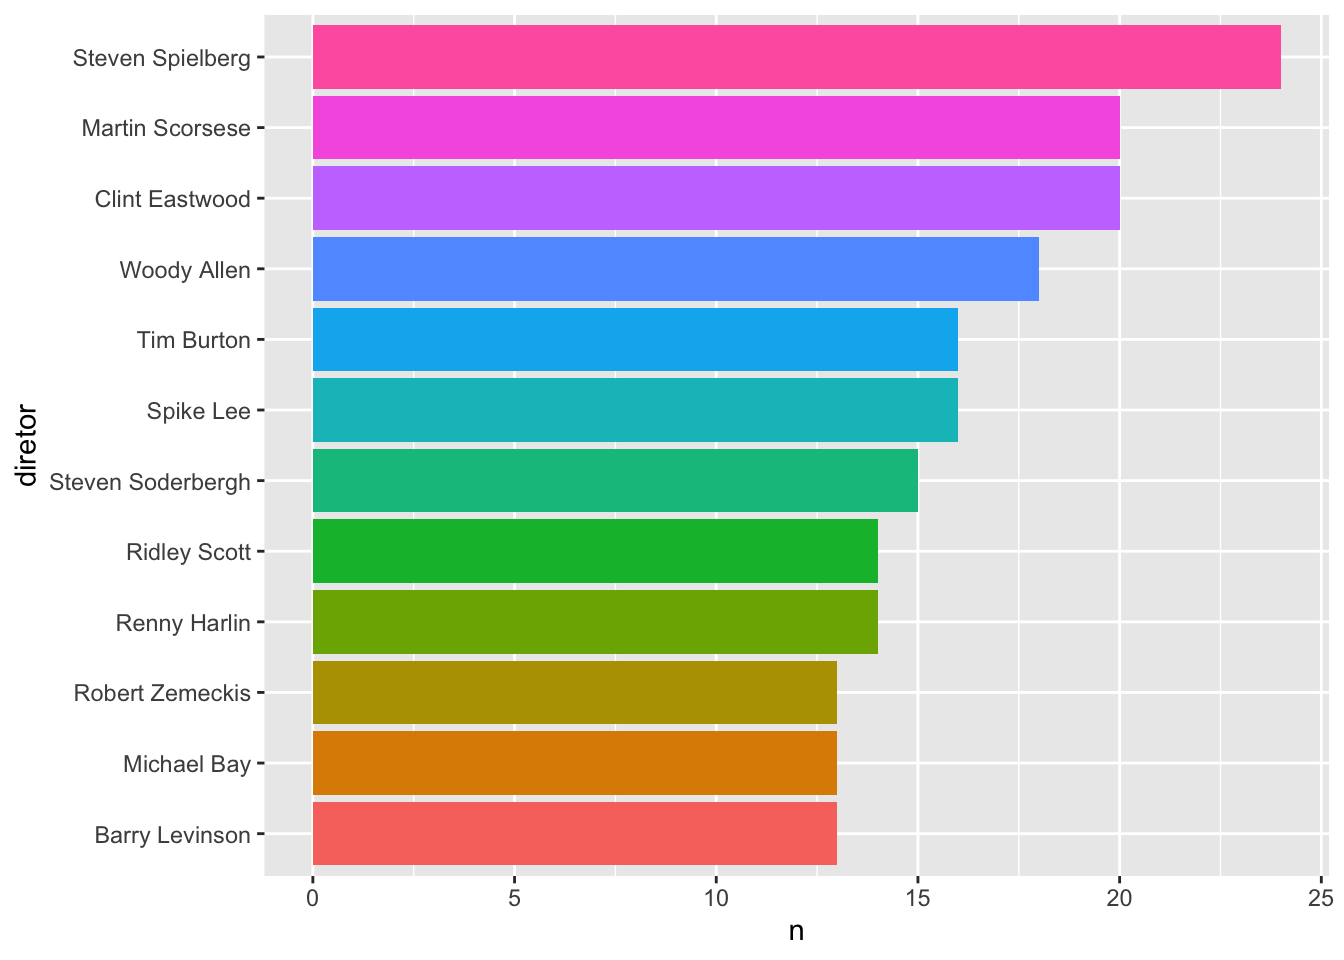 Steven Spielberg
Martin Scorsese
Clint Eastwood
Woody Allen
Tim Burton
Spike Lee
Steven Soderbergh
Ridley Scott
Renny Harlin
Robert Zemeckis
Michael Bay
Barry Levinson
diretor
0 5 10 15 20 25
n